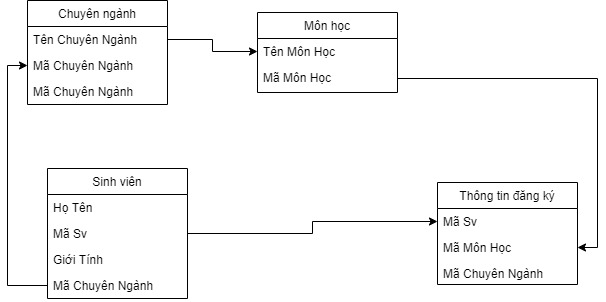 Chuyên ngành
Tên Chuyên Ngành
Mã Chuyên Ngành
Mã Chuyên Ngành
Môn học
Tên Môn Học
Mã Môn Học
Sinh viên
Họ Tên
Mã Sv
Giới Tính
Mã Chuyên Ngành
Thông tin đăng ký
Mã Sv
Mã Môn Học
Mã Chuyên Ngành